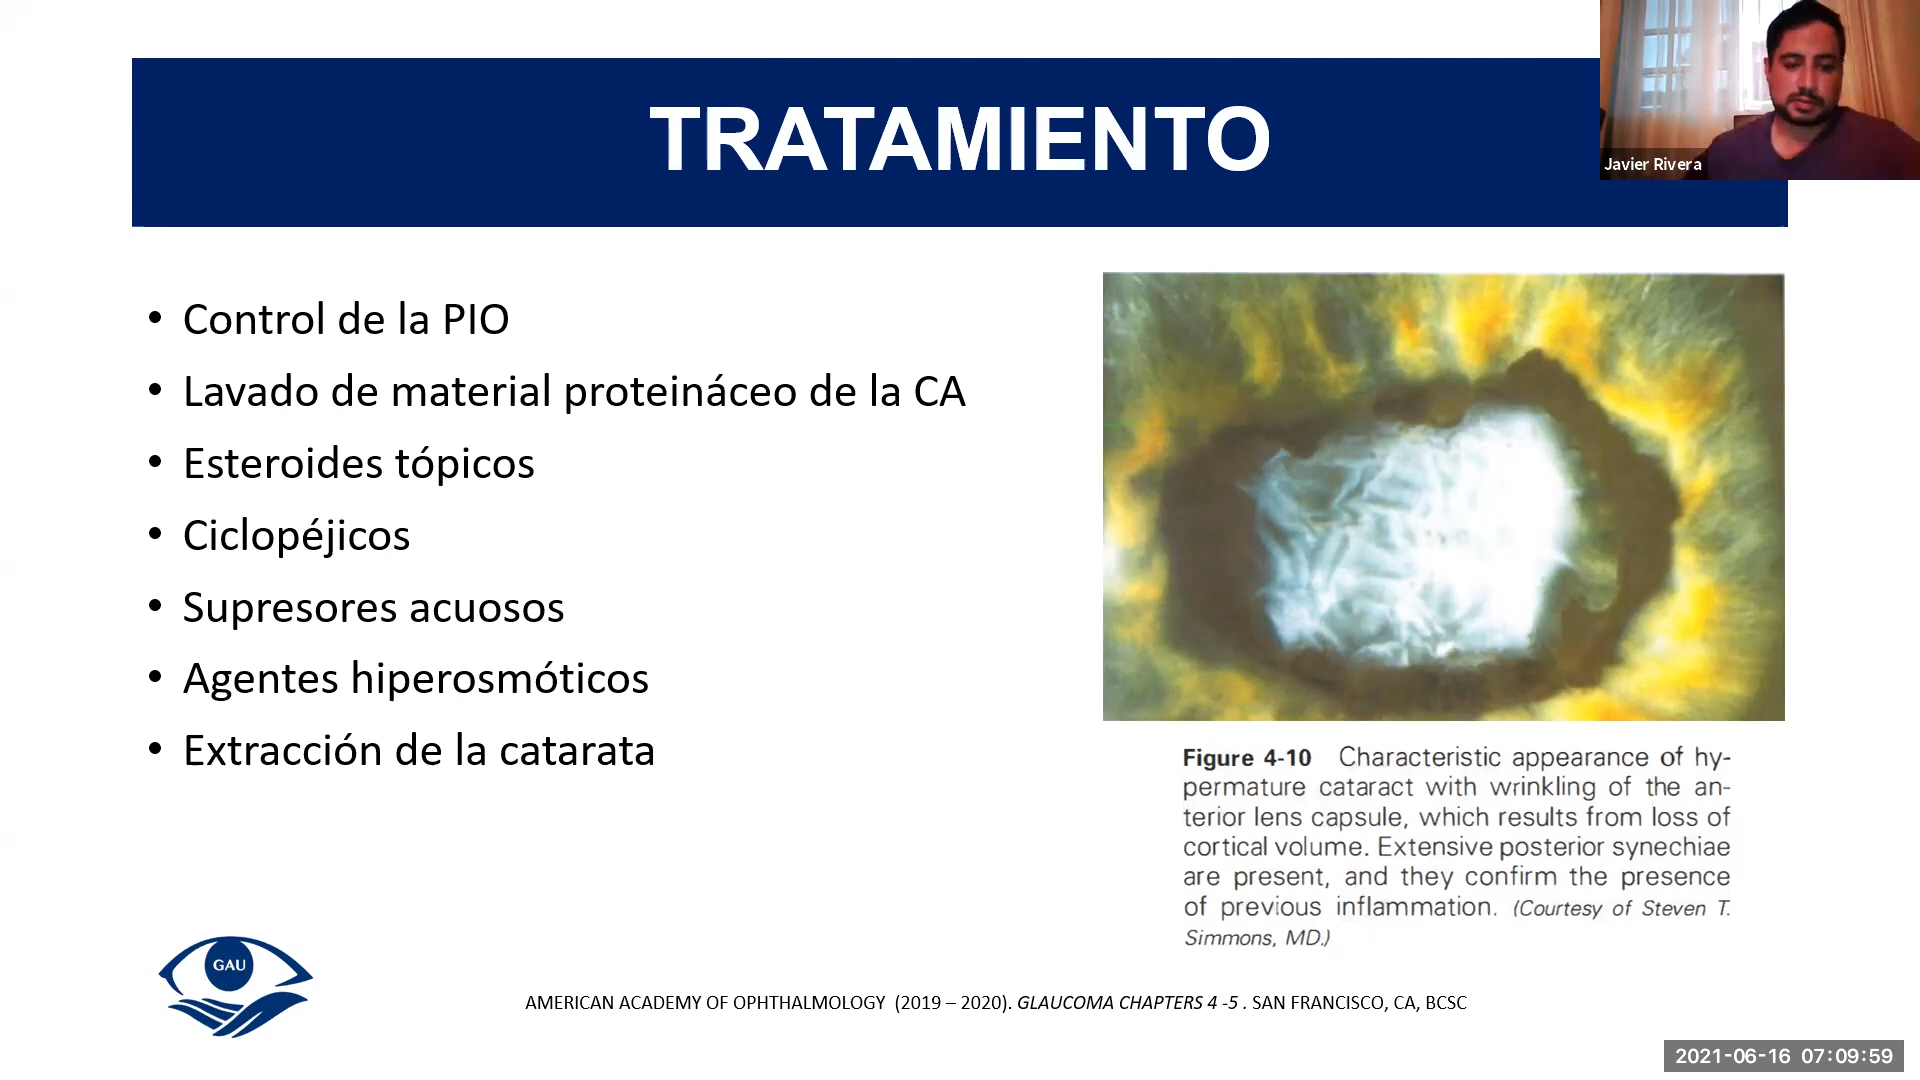 TRATAMIENTO
Javier Rivera
• Control de la PIO
• Lavado de material proteináceo de la CA
• Esteroides tópicos
• Ciclopéjicos
• Supresores acuosos
• Agentes hiperosmóticos
• Extracción de la catarata
Figure 4-10 Characteristic appearance of hy-
permature cataract with wrinkling of the an-
terior lens capsule, which results from loss of
cortical volume. Extensive posterior synechiae
are present, and they confirm the presence
of previous inflammation. (Courtesy of Steven T.
Simmons, MD.)
GAU
AMERICAN ACADEMY OF OPHTHALMOLOGY (2019 – 2020). GLAUCOMA CHAPTERS 4 -5 . SAN FRANCISCO, CA, BCSC
2021-06-16 07:09:59